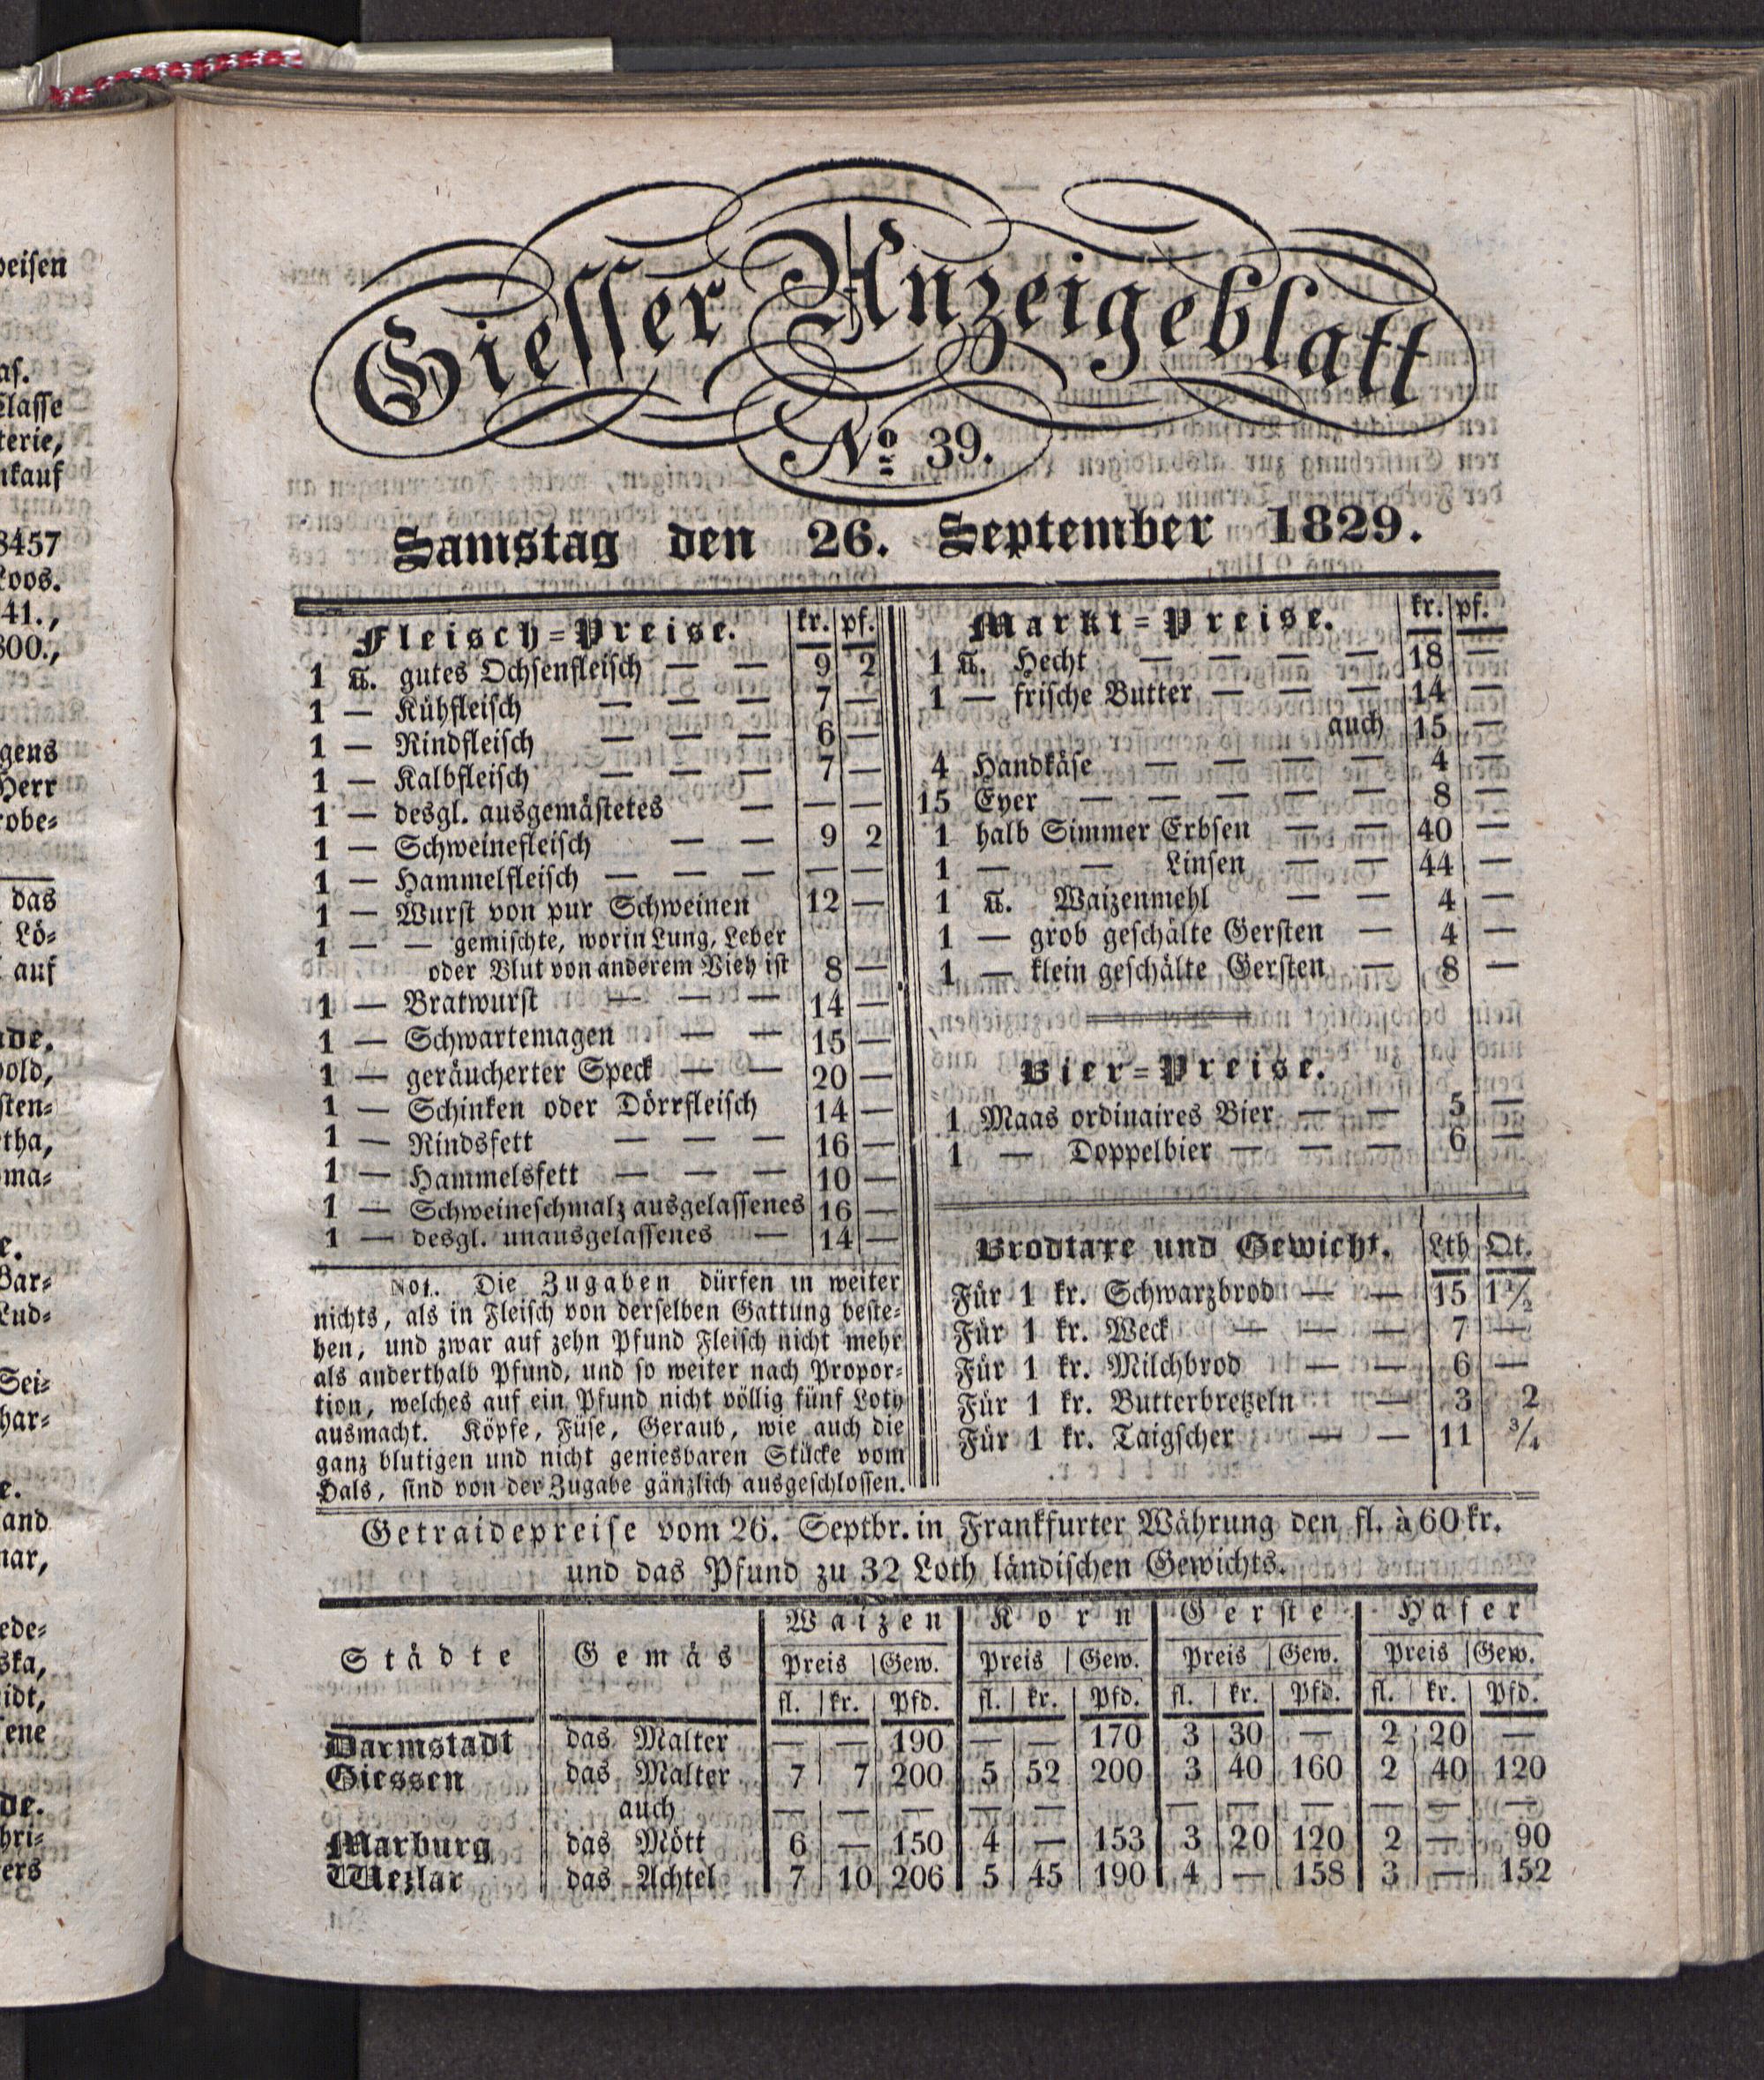 Giesser Anzeigeblatt
No 39.
Samstag den 26. September 1829.
Fleisch=Preise. kr. pf.
1 ℔. gutes Ochsenfleisch — — 9 2
1 — Kühfleisch — — — 7 —
1 — Rindfleisch — — — 6 —
1 — Kalbfleisch — — — 7 —
1 — desgl. ausgemästetes — — —
1 — Schweinefleisch — — 9 2
1 — Hammelfleisch — — — — —
1 — Wurst von pur Schweinen 12 —
1 — — gemischte, worin Lung, Leber
oder Blut von anderem Vieh ist 8 —
1 — Bratwurst — — — 14 —
1 — Schwartemagen — — 15 —
1 — geräucherter Speck — — 20 —
1 — Schinken oder Dörrfleisch 14 —
1 — Rindsfett — — — 16 —
1 — Hammelsfett — — — 10 —
1 — Schweineschmalz ausgelassenes 16 —
1 — desgl. unausgelassenes — 14 —
Not. Die Zugaben dürfen in weiter
nichts, als in Fleisch von derselben Gattung beste=
hen, und zwar auf zehn Pfund Fleisch nicht mehr
als anderthalb Pfund, und so weiter nach Propor=
tion, welches auf ein Pfund nicht völlig fünf Loth
ausmacht. Köpfe, Füse, Geraub, wie auch die
ganz blutigen und nicht geniesbaren Stücke vom
Hals, sind von der Zugabe gänzlich ausgeschlossen.
Markt=Preise. kr. pf.
1 ℔. Hecht — — — — 18 —
1 — frische Butter — — — 14 —
auch 15 —
4 Handkäse — — — — 4 —
15 Eyer — — — — — 8 —
1 halb Simmer Erbsen — — 40 —
1 — — Linsen — — 44 —
1 ℔. Waizenmehl — — 4 —
1 — grob geschälte Gersten — 4 —
1 — klein geschälte Gersten — 8 —
Bier=Preise.
1 Maas ordinaires Bier — — 5 —
1 — Doppelbier — — — 6 —
Brodtaxe und Gewicht. Lth Qt.
Für 1 kr. Schwarzbrod — — 15 1½
Für 1 kr. Weck — — — 7 —
Für 1 kr. Milchbrod — — 6 —
Für 1 kr. Butterbretzeln — 3 2
Für 1 kr. Taigscher — — 11 ¾
Getraidepreise vom 26. Septbr. in Frankfurter Währung den fl. à 60 kr.
und das Pfund zu 32 Loth ländischen Gewichts.
Städte Gemäs Waizen Korn Gerste Hafer
Preis Gew. Preis Gew. Preis Gew. Preis Gew.
fl. kr. Pfd. fl. kr. Pfd. fl. kr. Pfd. fl. kr. Pfd.
Darmstadt das Malter — — 190 — — 170 3 30 — 2 20 —
Giessen das Malter 7 7 200 5 52 200 3 40 160 2 40 120
auch — — — — — — — — — — —
Marburg das Mött 6 — 150 4 — 153 3 20 120 2 — 90
Wezlar das Achtel 7 10 206 5 45 190 4 — 158 3 — 152